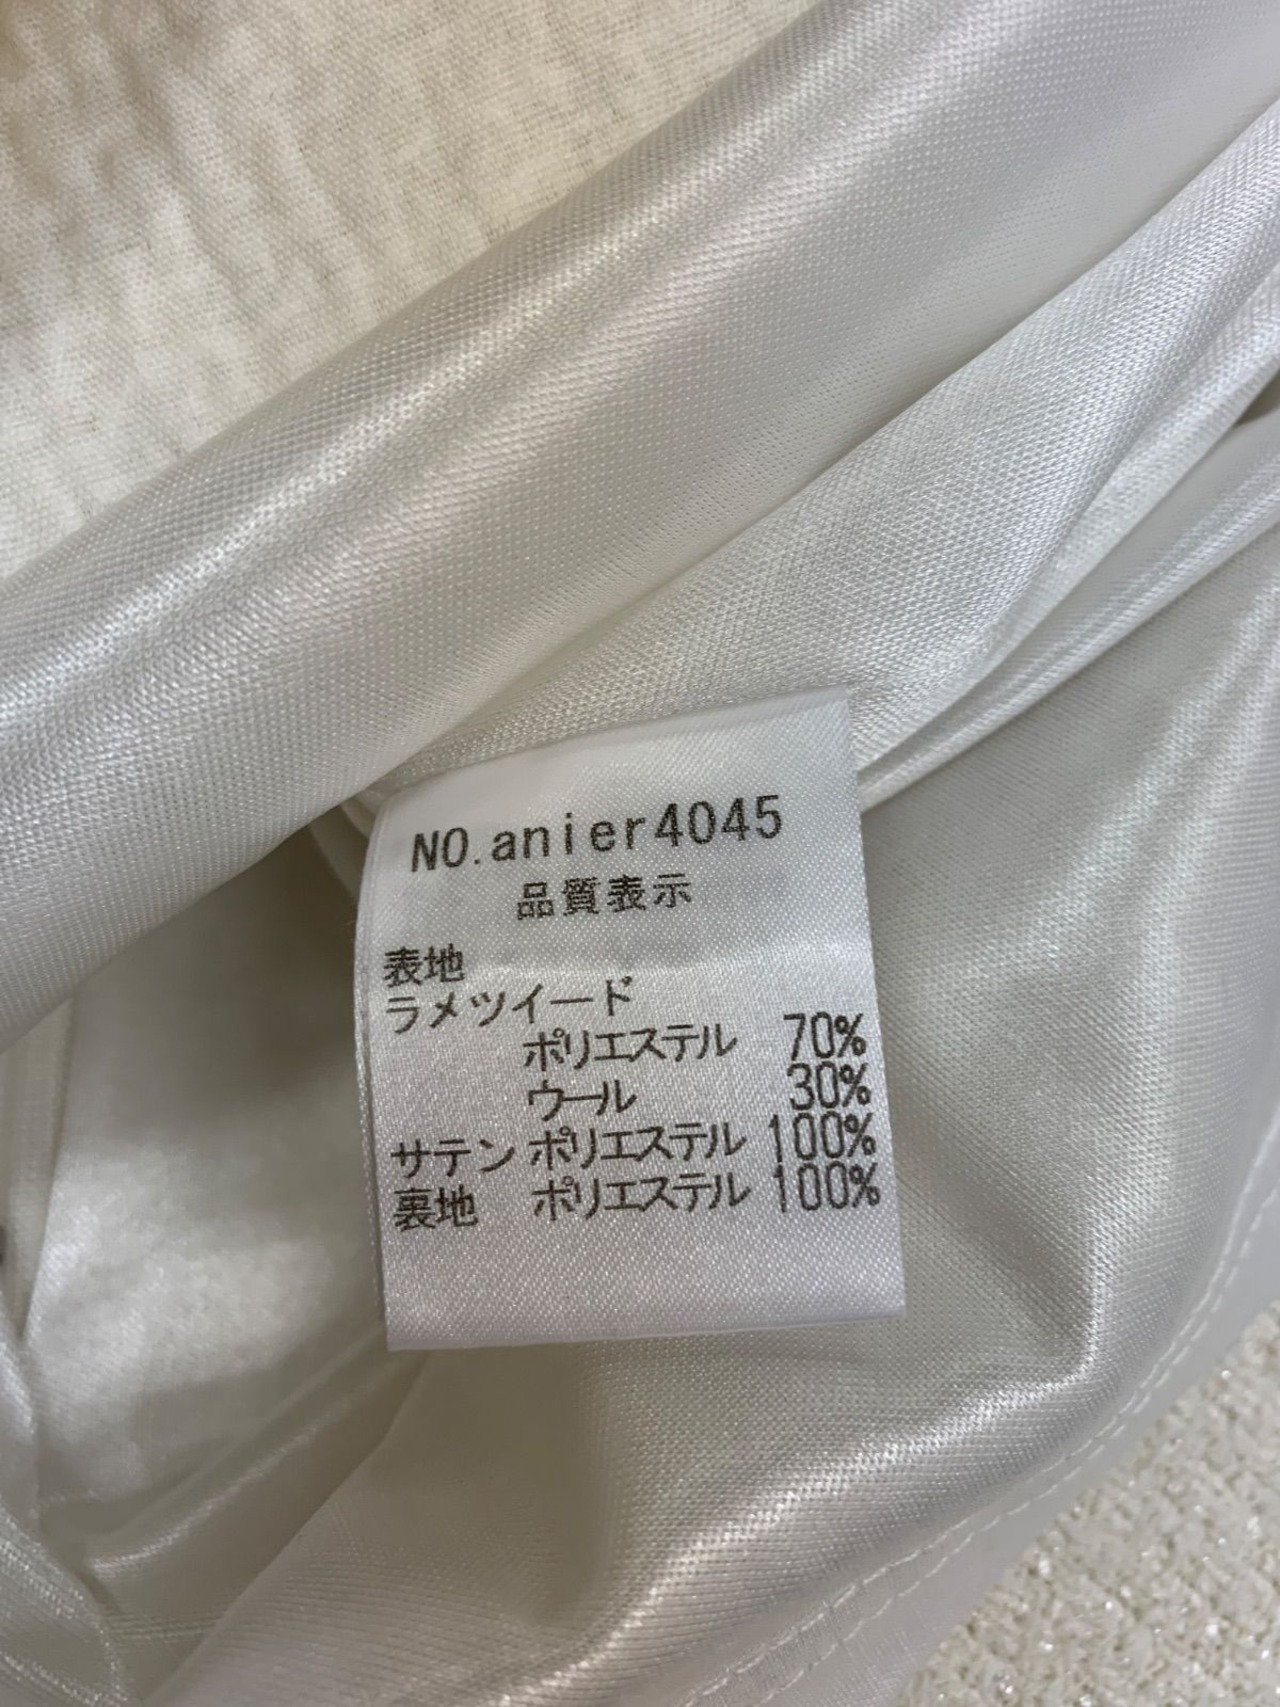 NO.anier4045
品質表示
表地
ラメツイード
ポリエステル 70%
ウール 30%
サテン ポリエステル 100%
裏地 ポリエステル 100%